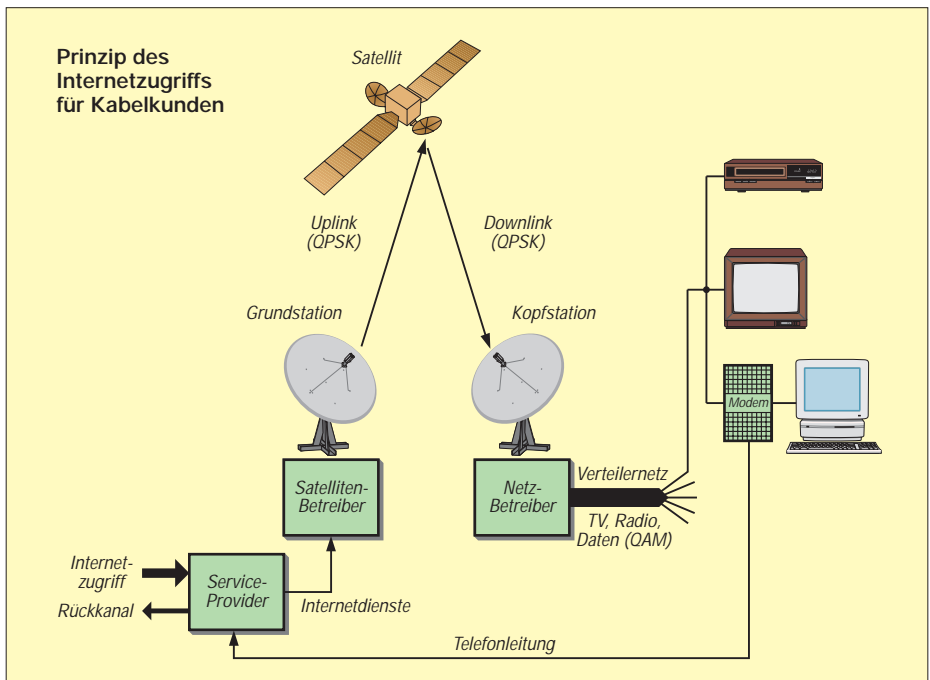 Prinzip des
Internetzugriffs
für Kabelkunden
Satellit
Uplink
(QPSK)
Downlink
(QPSK)
Grundstation
Kopfstation
Modem
Satelliten-
Betreiber
Netz-
Betreiber
Verteilernetz
TV, Radio,
Daten (QAM)
Internet-
zugriff
Rückkanal
Service-
Provider
Internetdienste
Telefonleitung